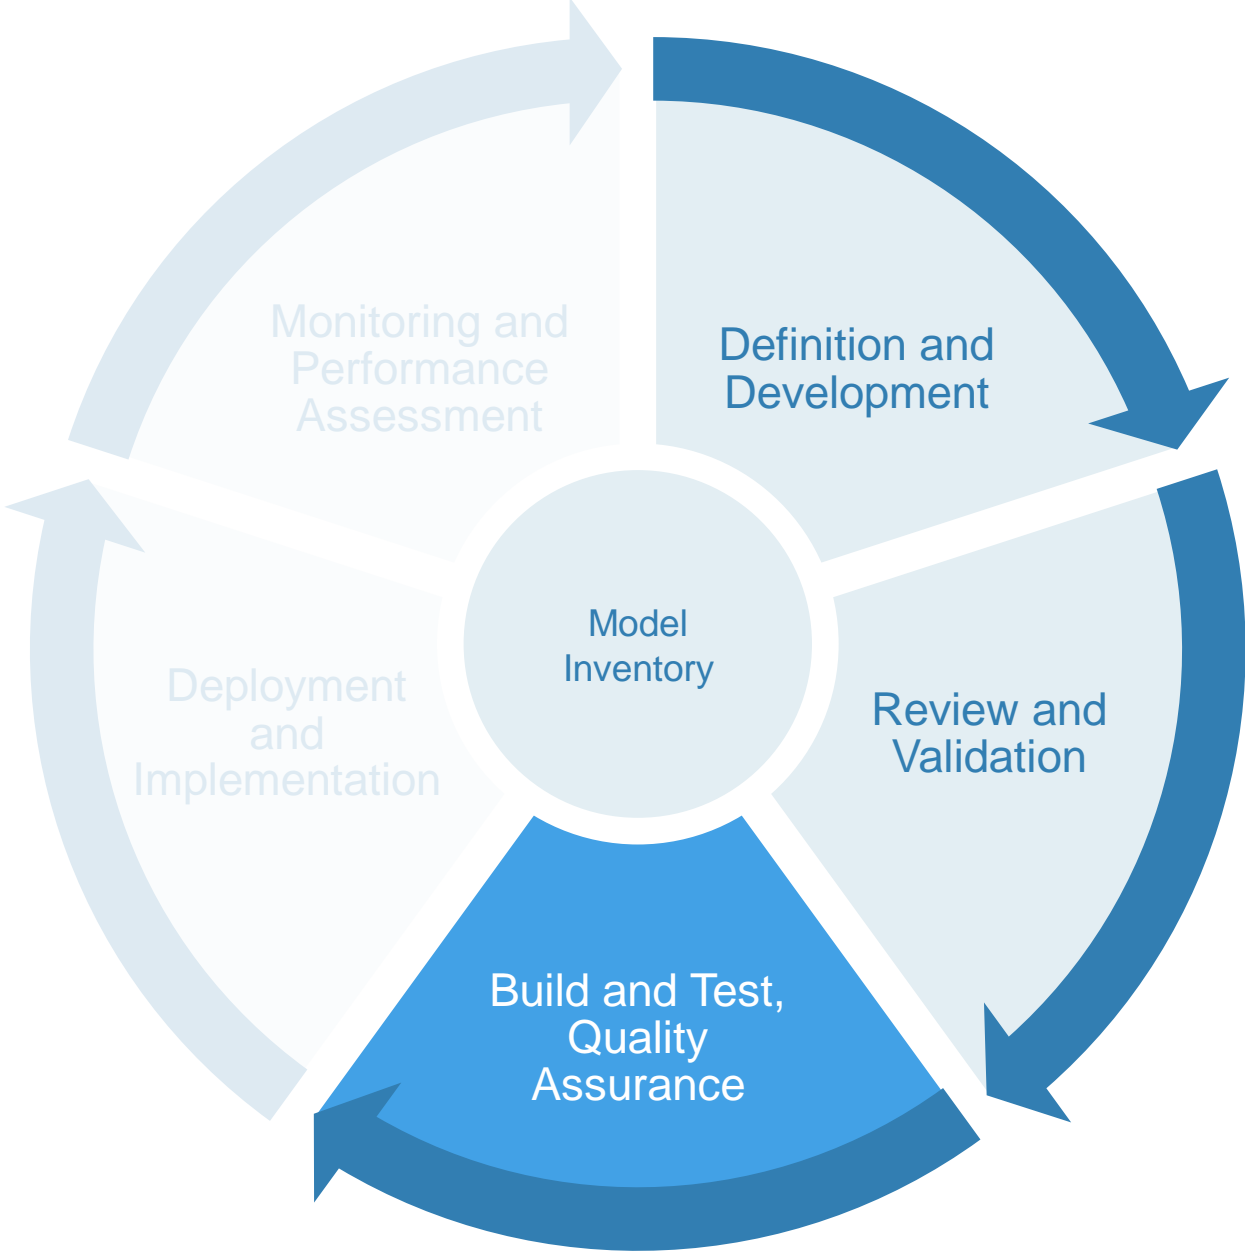 Monitoring and
Performance
Assessment
Definition and
Development
Model
Inventory
Deployment
and
Implementation
Review and
Validation
Build and Test,
Quality
Assurance